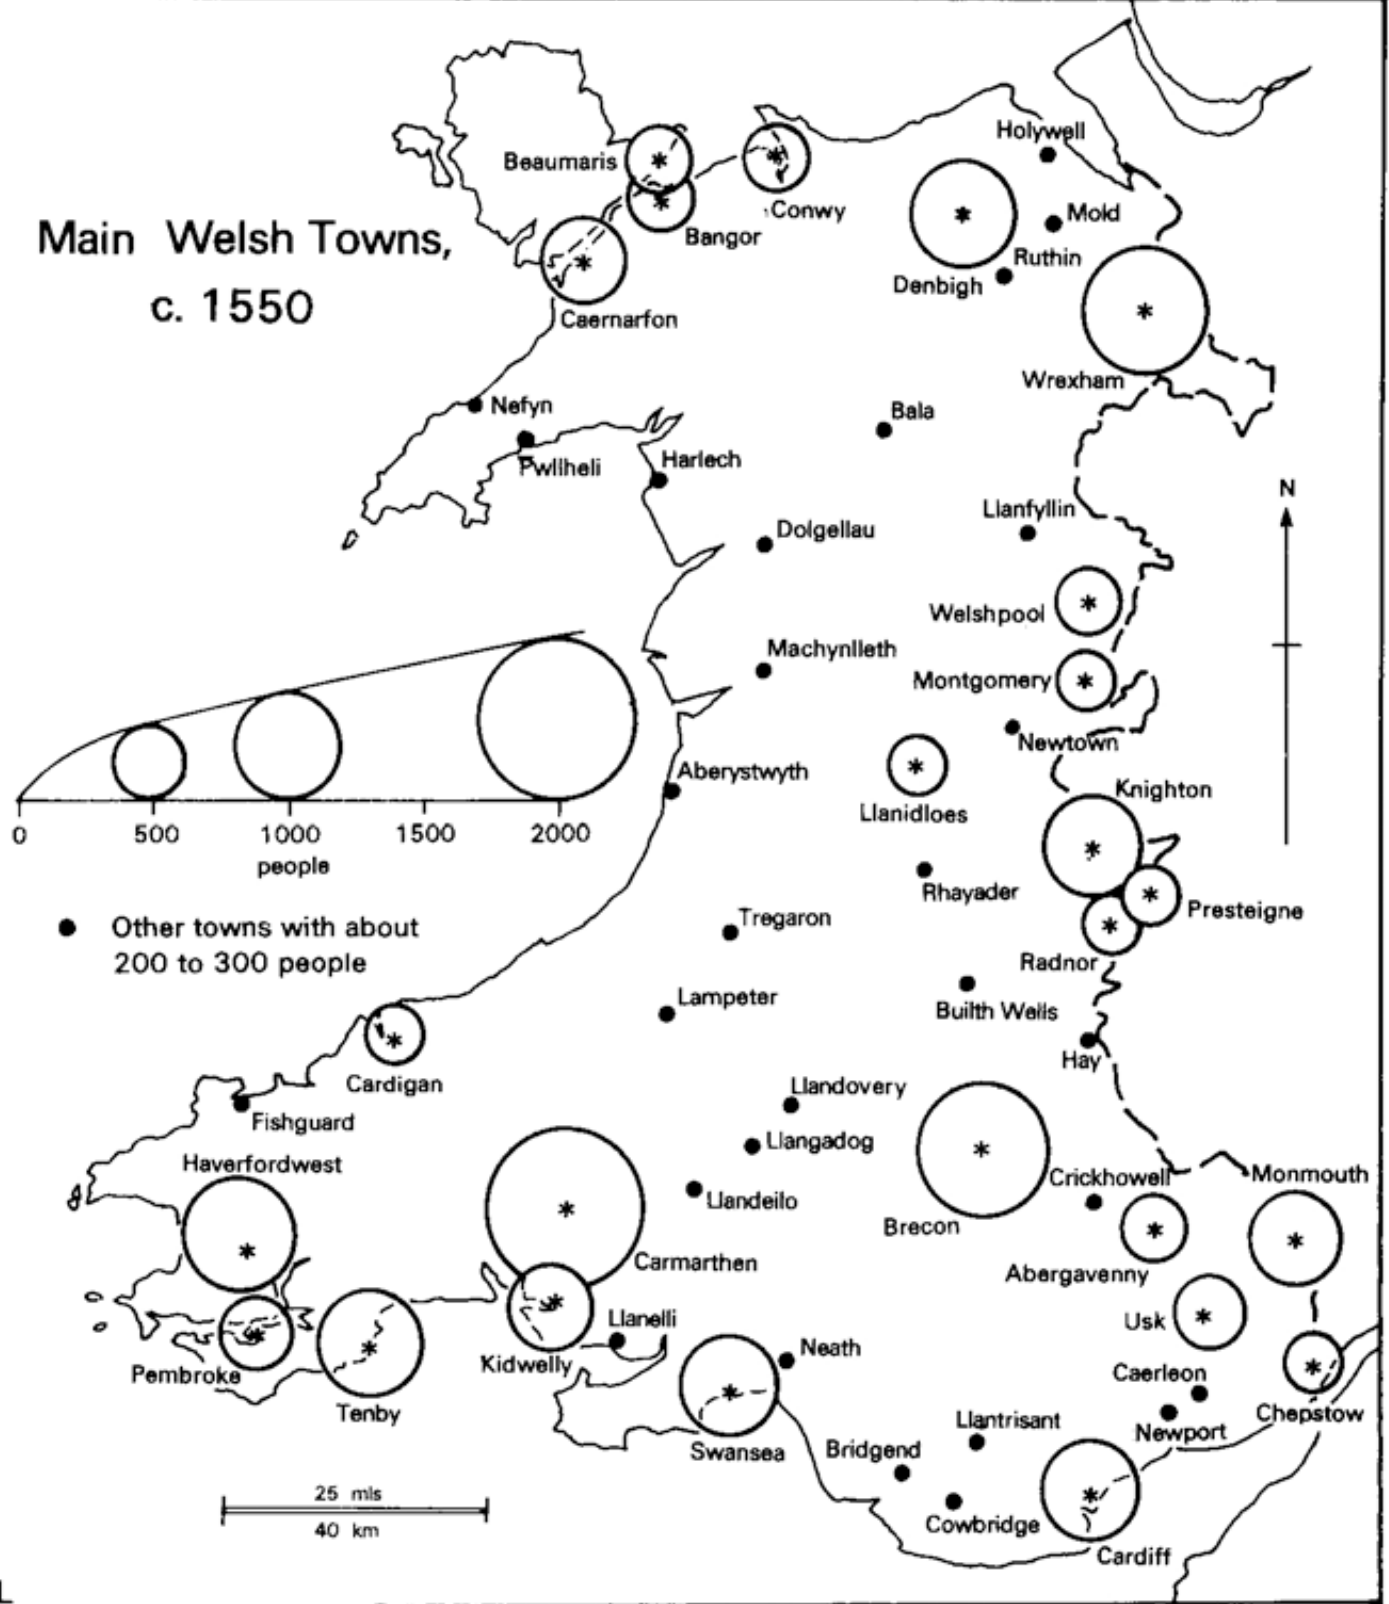 Holywell
Beaumaris
Conwy
Mold
Main Welsh Towns,
Bangor
Ruthin
Denbigh
c. 1550
Caernarfon
Wrexham
Nefyn
Bala
Pwllheli
Harlech
N
Llanfyllin
Dolgellau
Welshpool
Machynlleth
Montgomery
Newtown
Aberystwyth
Knighton
Llanidloes
0 500 1000 1500 2000
people
Rhayader
Presteigne
Other towns with about
200 to 300 people
Tregaron
Radnor
Lampeter
Builth Wells
Hay
Cardigan
Llandovery
Fishguard
Llangadog
Haverfordwest
Crickhowell
Monmouth
Llandeilo
Brecon
Carmarthen
Abergavenny
Llanelli
Usk
Neath
Kidwelly
Pembroke
Caerleon
Tenby
Chepstow
Llantrisant
Newport
Swansea
Bridgend
25 mls
40 km
Cowbridge
Cardiff